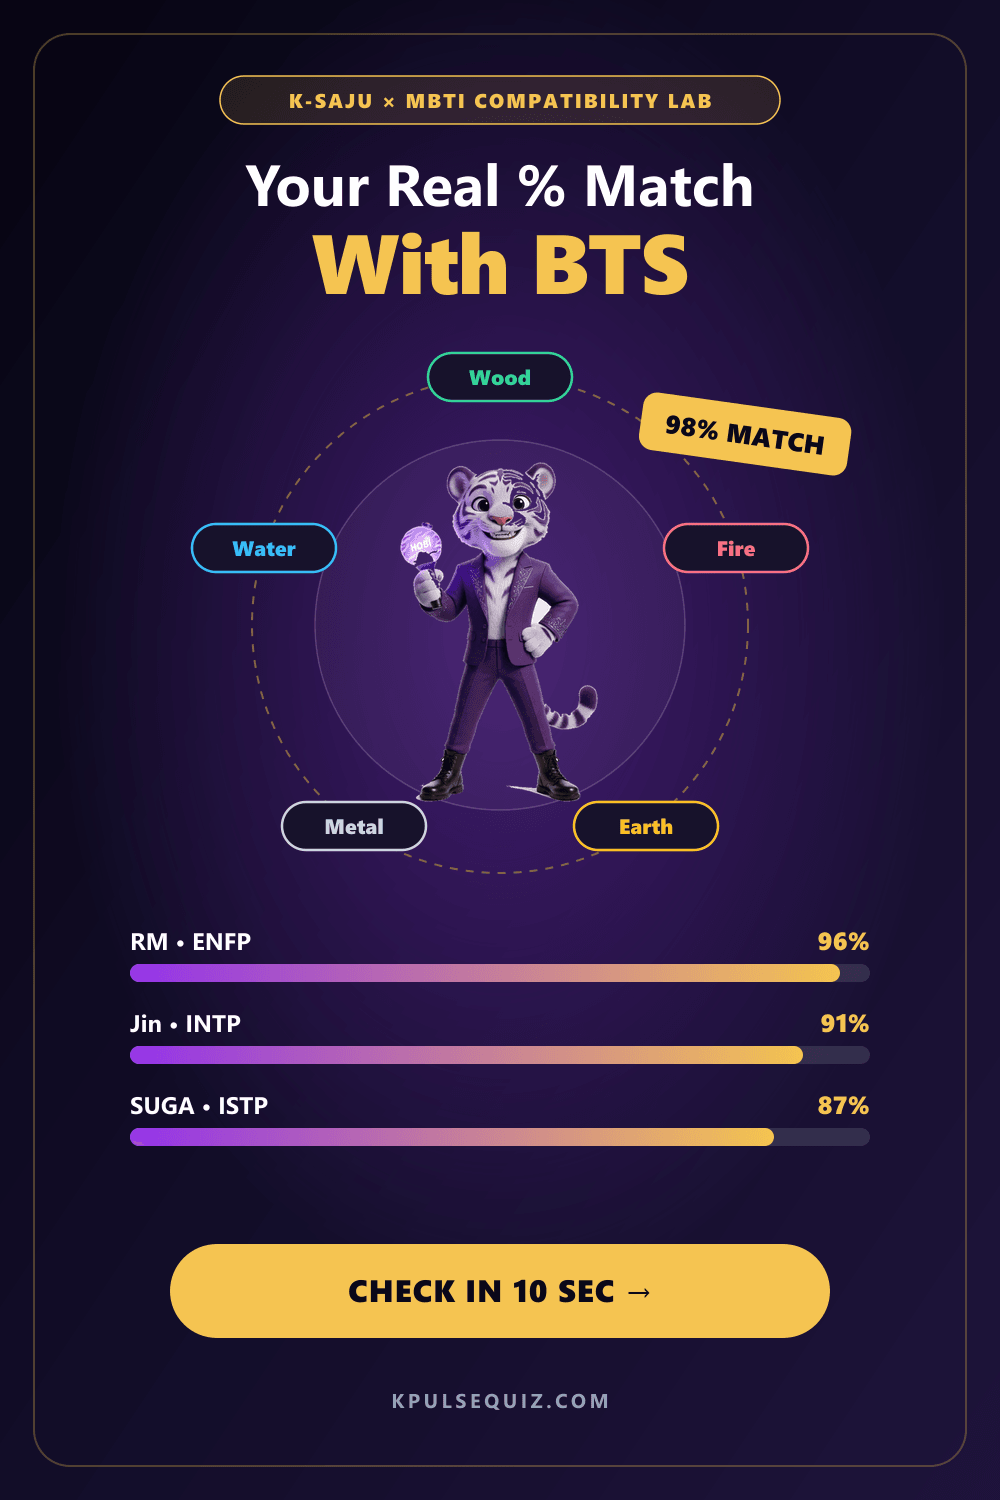 K-SAJU × MBTI COMPATIBILITY LAB
Your Real % Match
With BTS
Wood
98% MATCH
Water
Fire
HOBI
Metal
Earth
RM • ENFP 96%
Jin • INTP 91%
SUGA • ISTP 87%
CHECK IN 10 SEC →
KPULSEQUIZ.COM